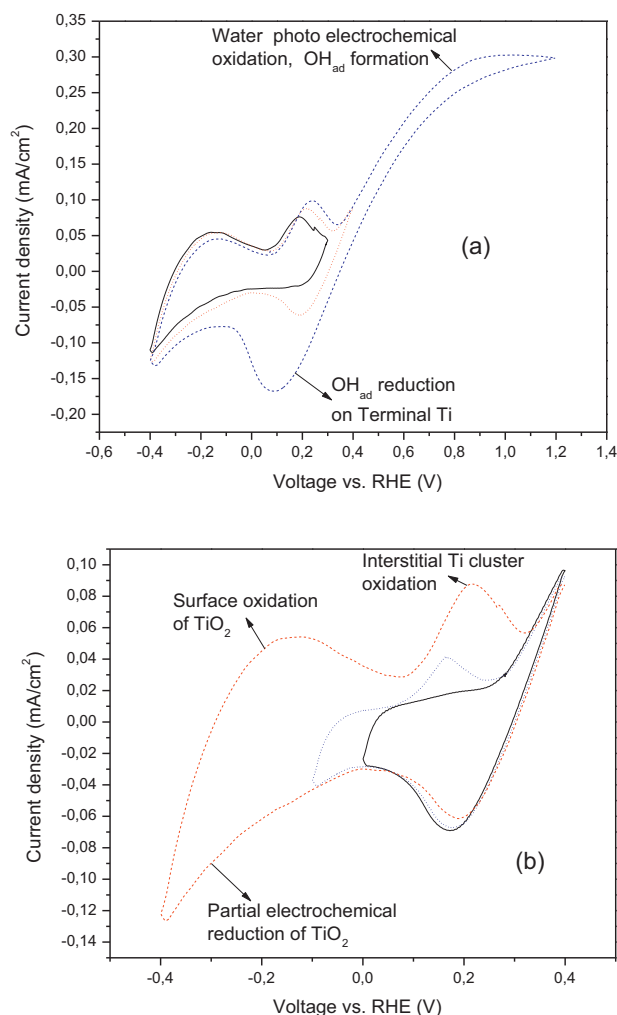 Water photo electrochemical
oxidation, OH_ad formation
0,35
0,30
0,25
0,20
0,15
0,10
0,05
0,00
-0,05
-0,10
-0,15
-0,20
Current density (mA/cm²)
(a)
OH_ad reduction
on Terminal Ti
-0,6 -0,4 -0,2 0,0 0,2 0,4 0,6 0,8 1,0 1,2 1,4
Voltage vs. RHE (V)
Interstitial Ti cluster
oxidation
Surface oxidation
of TiO₂
0,10
0,08
0,06
0,04
0,02
0,00
-0,02
-0,04
-0,06
-0,08
-0,10
-0,12
-0,14
Current density (mA/cm²)
(b)
Partial electrochemical
reduction of TiO₂
-0,4 -0,2 0,0 0,2 0,4
Voltage vs. RHE (V)